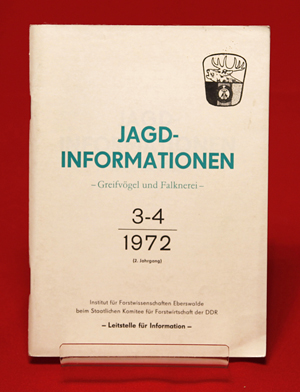 JAGD-
INFORMATIONEN
– Greifvögel und Falknerei –
3-4
1972
(2. Jahrgang)
Institut für Forstwissenschaften Eberswalde
beim Staatlichen Komitee für Forstwirtschaft der DDR
– Leitstelle für Information –